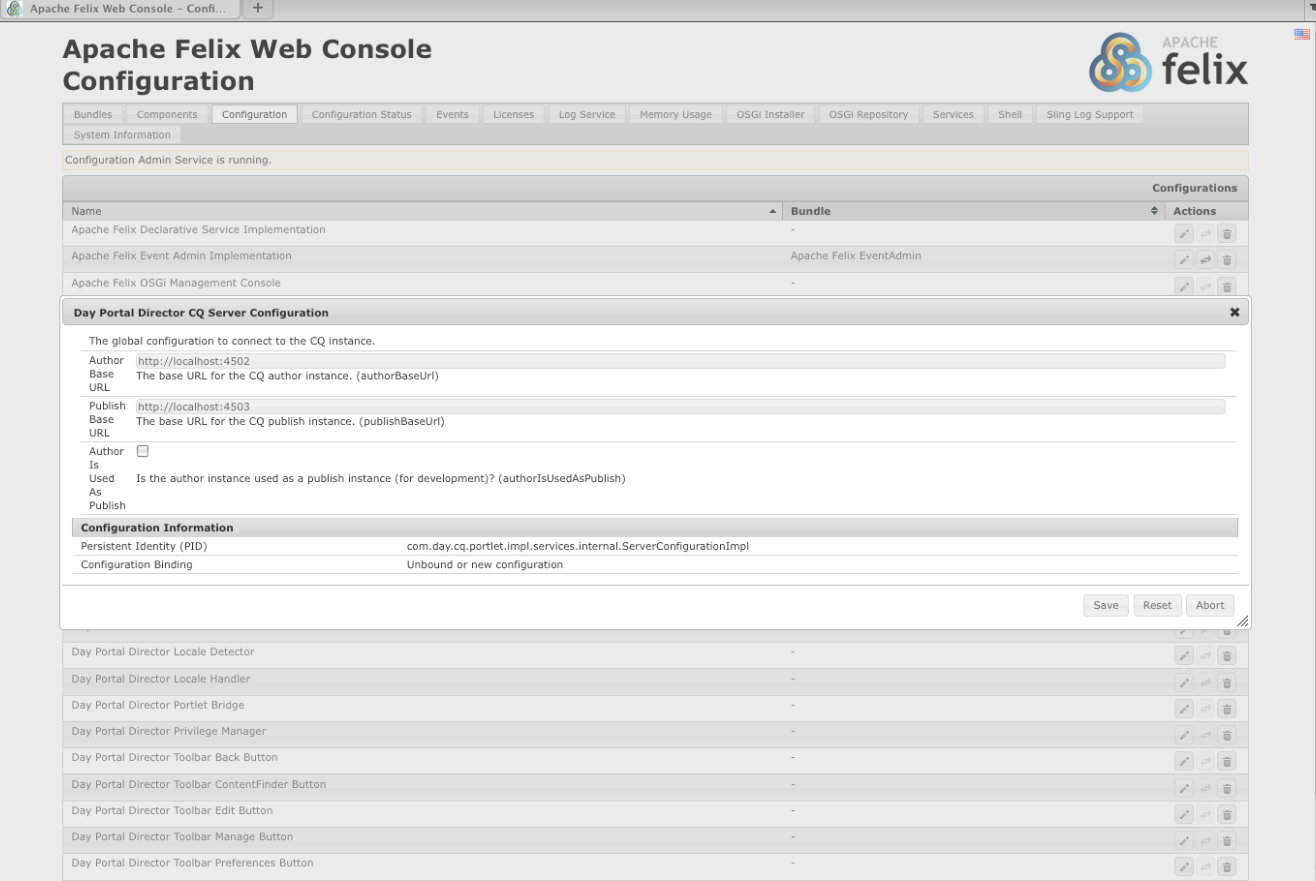 Apache Felix Web Console – Confi...
+
Apache Felix Web Console
Configuration
APACHE
felix
Bundles Components Configuration Configuration Status Events Licenses Log Service Memory Usage OSGi Installer OSGi Repository Services Shell Sling Log Support
System Information
Configuration Admin Service is running.
Configurations
Name Bundle Actions
Apache Felix Declarative Service Implementation -
Apache Felix Event Admin Implementation Apache Felix EventAdmin
Apache Felix OSGi Management Console -
Day Portal Director CQ Server Configuration
The global configuration to connect to the CQ instance.
Author http://localhost:4502
Base The base URL for the CQ author instance. (authorBaseUrl)
URL
Publish http://localhost:4503
Base The base URL for the CQ publish instance. (publishBaseUrl)
URL
Author
Is
Used Is the author instance used as a publish instance (for development)? (authorIsUsedAsPublish)
As
Publish
Configuration Information
Persistent Identity (PID) com.day.cq.portlet.impl.services.internal.ServerConfigurationImpl
Configuration Binding Unbound or new configuration
Save Reset Abort
Day Portal Director Locale Detector -
Day Portal Director Locale Handler -
Day Portal Director Portlet Bridge -
Day Portal Director Privilege Manager -
Day Portal Director Toolbar Back Button -
Day Portal Director Toolbar ContentFinder Button -
Day Portal Director Toolbar Edit Button -
Day Portal Director Toolbar Manage Button -
Day Portal Director Toolbar Preferences Button -